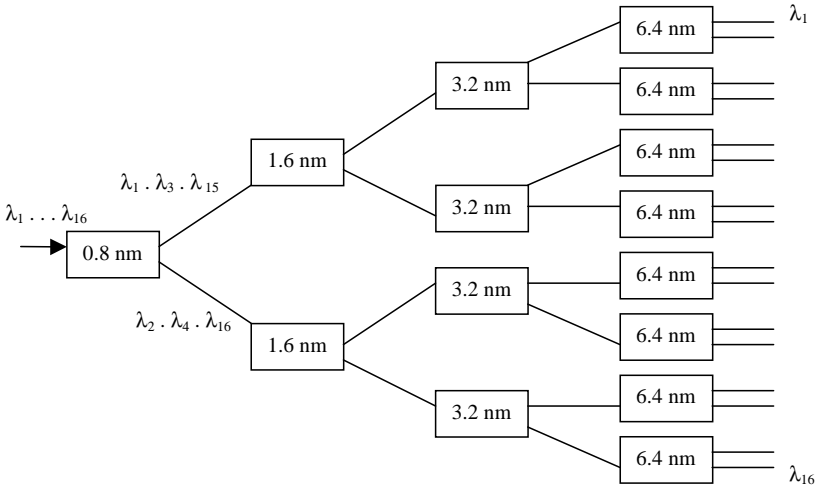 λ₁
6.4 nm
3.2 nm
6.4 nm
1.6 nm
6.4 nm
λ₁ . λ₃ . λ₁₅
3.2 nm
6.4 nm
λ₁ . . . λ₁₆
0.8 nm
6.4 nm
3.2 nm
λ₂ . λ₄ . λ₁₆
6.4 nm
1.6 nm
6.4 nm
3.2 nm
6.4 nm
λ₁₆